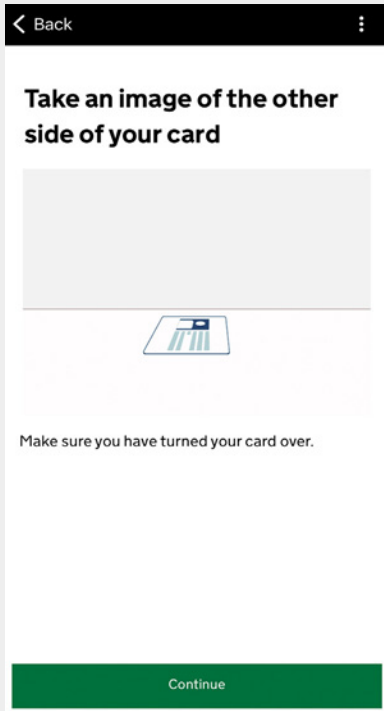 Back
Take an image of the other
side of your card
Make sure you have turned your card over.
Continue